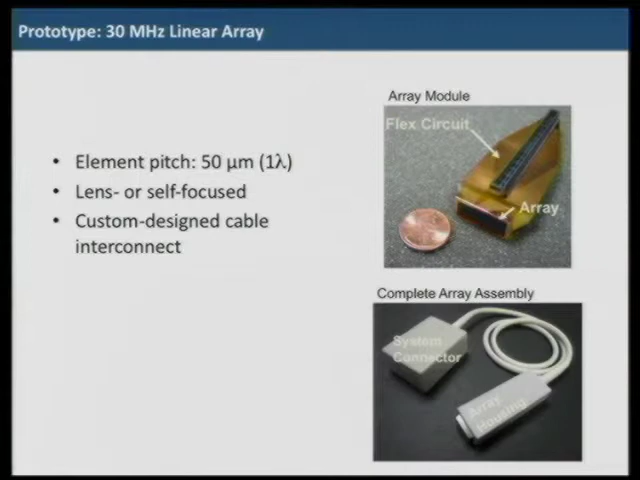 Prototype: 30 MHz Linear Array
• Element pitch: 50 μm (1λ)
• Lens- or self-focused
• Custom-designed cable
interconnect
Array Module
Flex Circuit
Array
Complete Array Assembly
System
Connector
Array
Housing